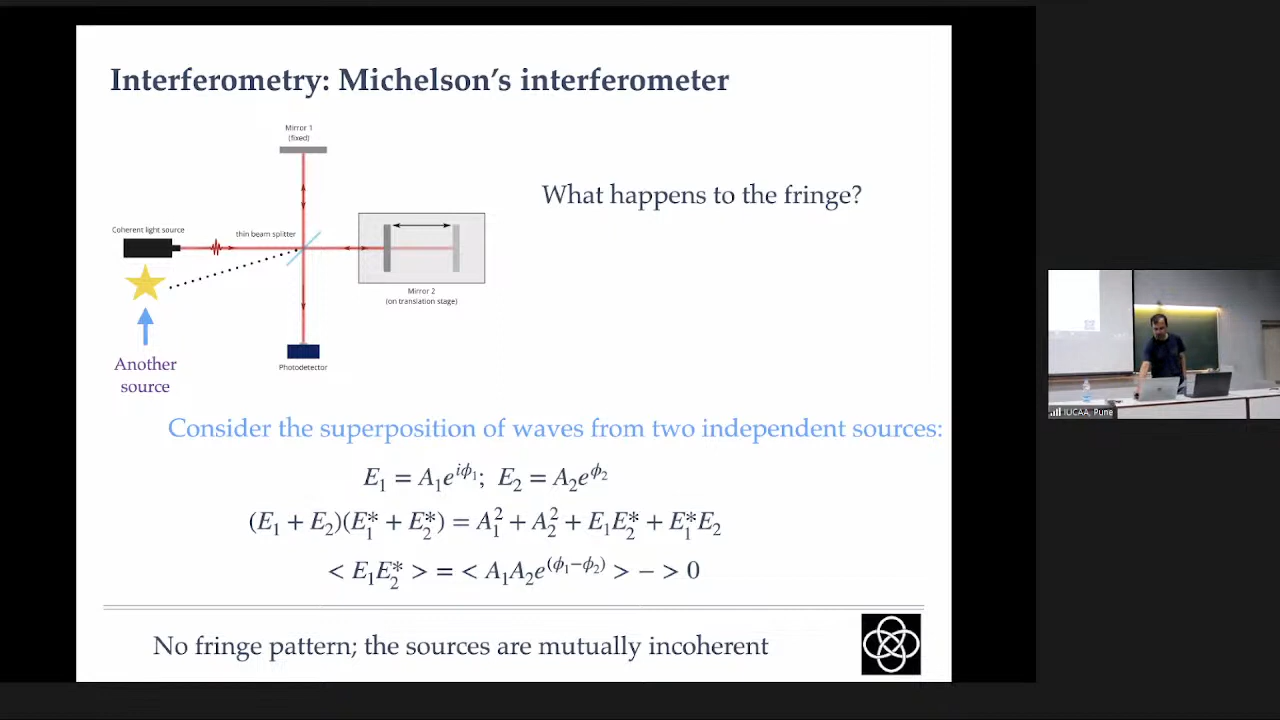 Interferometry: Michelson's interferometer
Mirror 1
(fixed)
What happens to the fringe?
Coherent light source
thin beam splitter
Mirror 2
(on translation stage)
Another
source
Photodetector
Consider the superposition of waves from two independent sources:
E₁ = A₁e^{iϕ₁}; E₂ = A₂e^{ϕ₂}
(E₁ + E₂)(E₁* + E₂*) = A₁² + A₂² + E₁E₂* + E₁*E₂
< E₁E₂* > = < A₁A₂e^{(ϕ₁−ϕ₂)} > − > 0
No fringe pattern; the sources are mutually incoherent
IUCAA, Pune